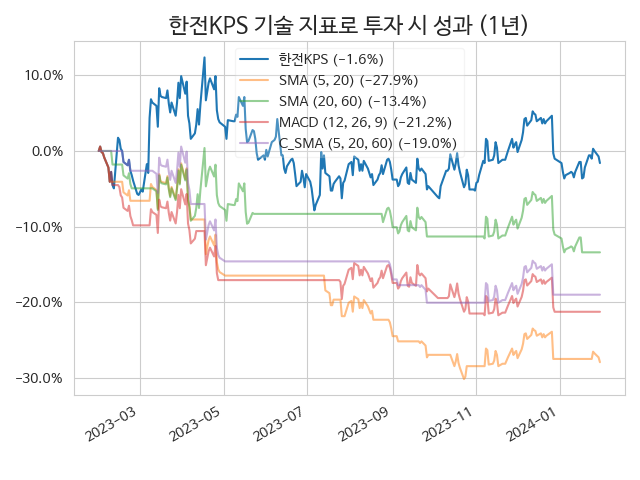 한전KPS 기술 지표로 투자 시 성과 (1년)
한전KPS (−1.6%)
SMA (5, 20) (−27.9%)
SMA (20, 60) (−13.4%)
MACD (12, 26, 9) (−21.2%)
C_SMA (5, 20, 60) (−19.0%)
10.0%
0.0%
−10.0%
−20.0%
−30.0%
2023−03
2023−05
2023−07
2023−09
2023−11
2024−01